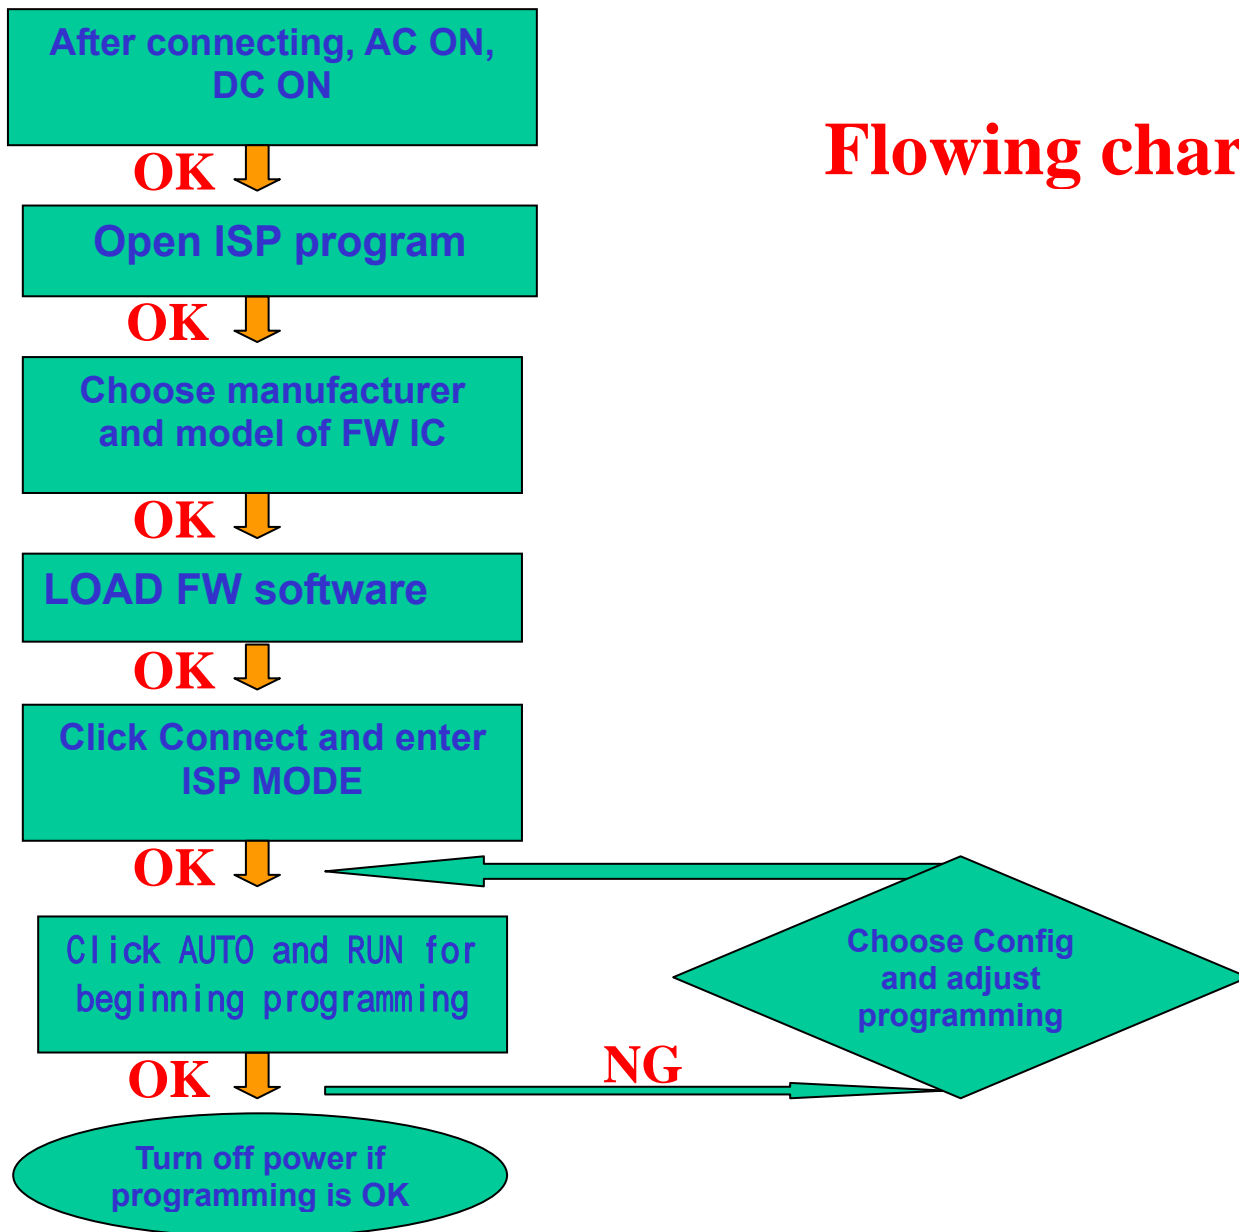 After connecting, AC ON,
DC ON
Flowing char
OK
Open ISP program
OK
Choose manufacturer
and model of FW IC
OK
LOAD FW software
OK
Click Connect and enter
ISP MODE
OK
Click AUTO and RUN for
beginning programming
Choose Config
and adjust
programming
OK
NG
Turn off power if
programming is OK